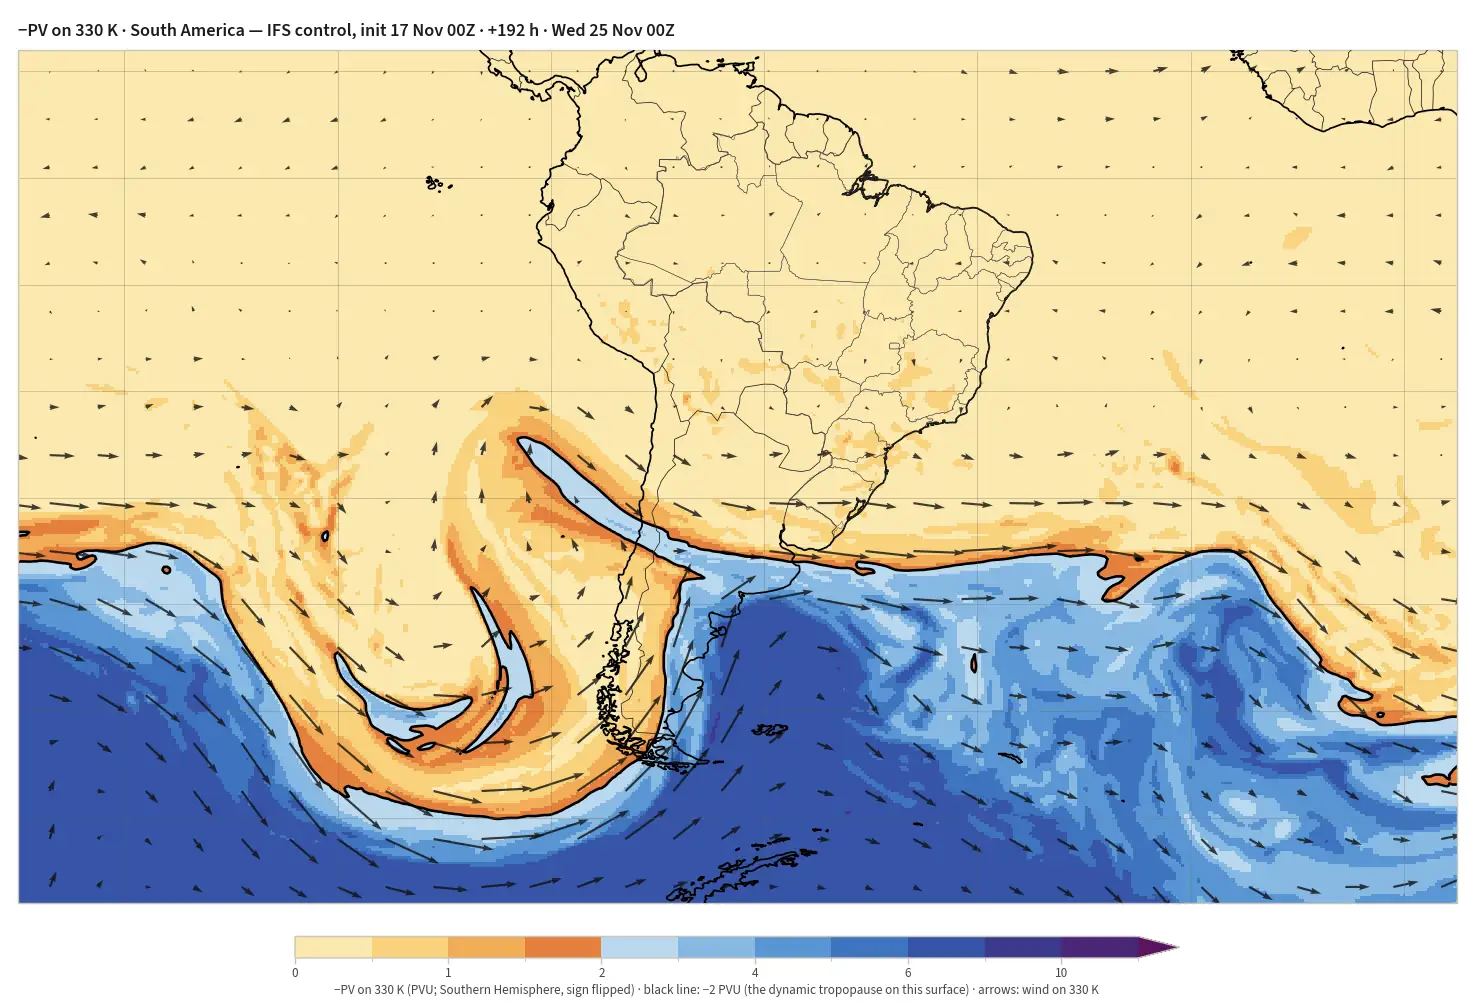 −PV on 330 K · South America — IFS control, init 17 Nov 00Z · +192 h · Wed 25 Nov 00Z
0 1 2 4 6 10
−PV on 330 K (PVU; Southern Hemisphere, sign flipped) · black line: −2 PVU (the dynamic tropopause on this surface) · arrows: wind on 330 K